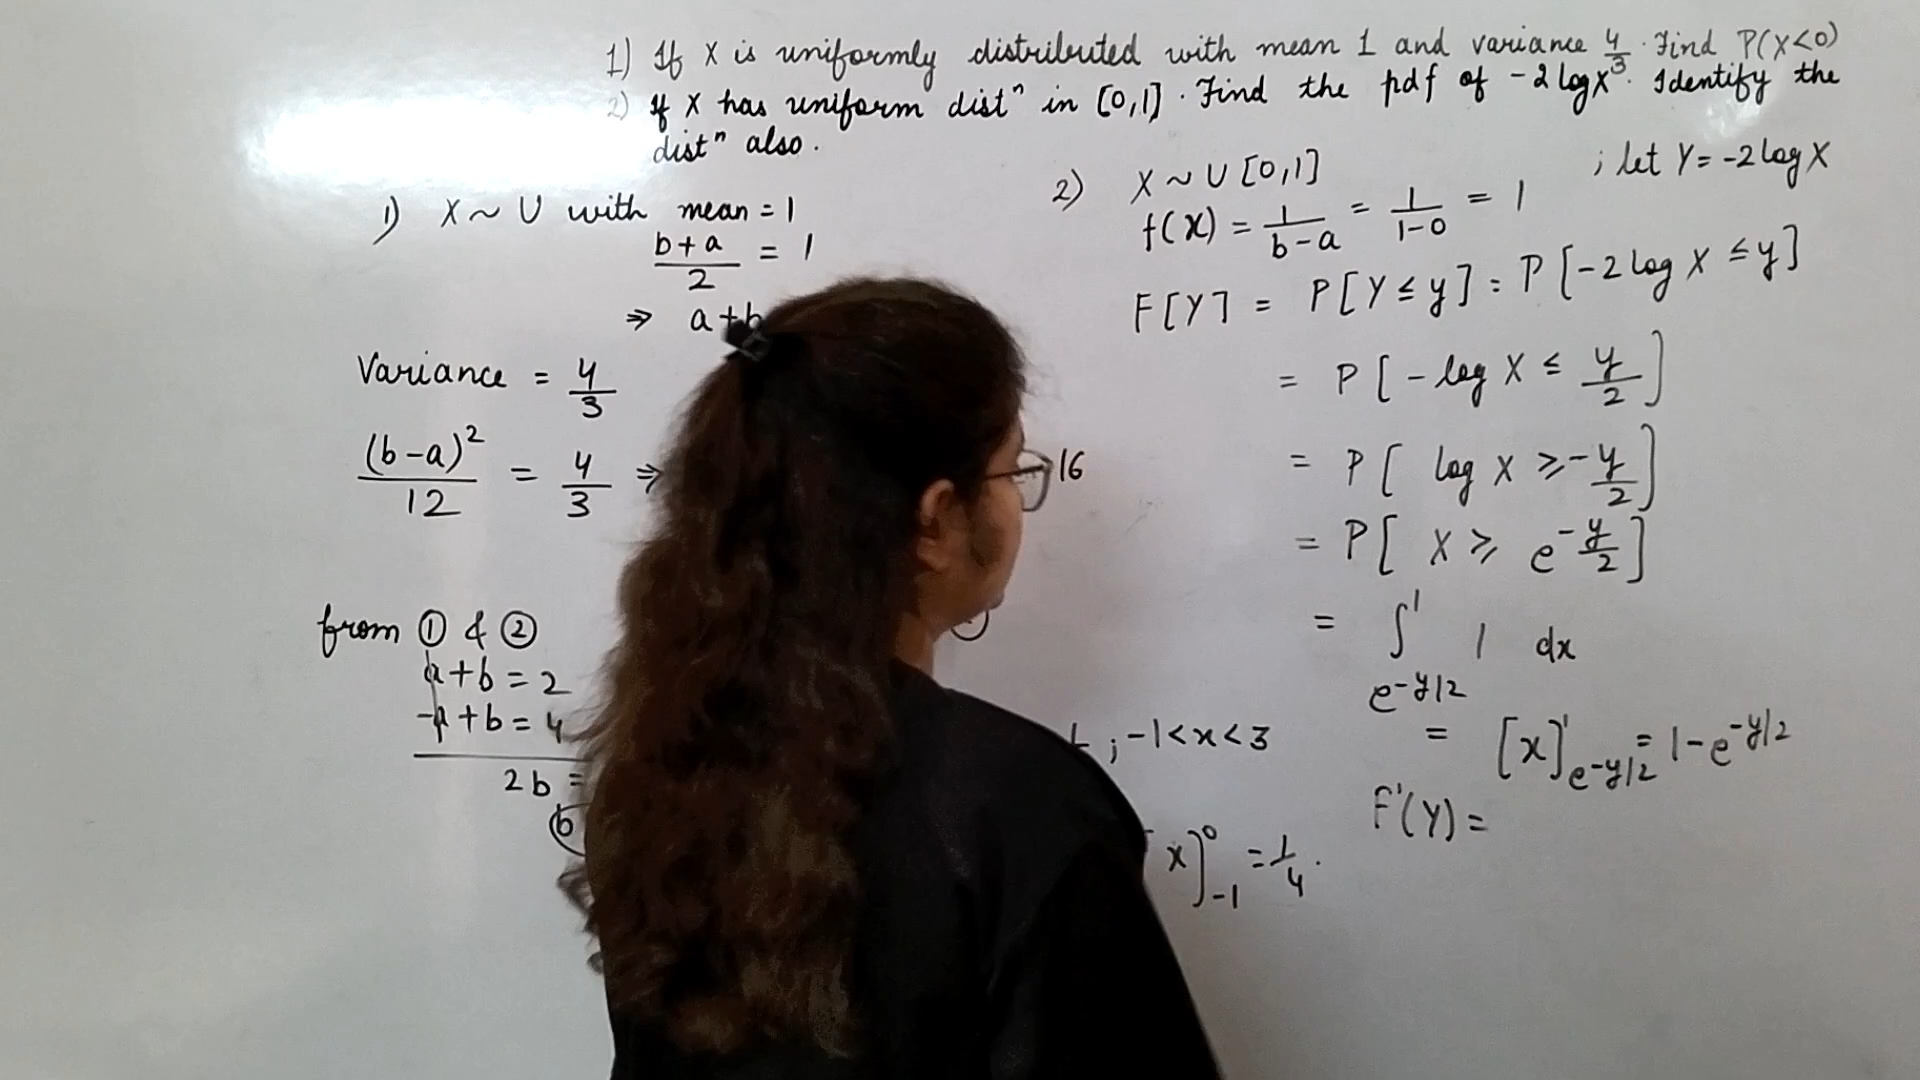 1) If X is uniformly distributed with mean 1 and variance 4/3. Find P(X<0)
2) If X has uniform distⁿ in [0,1]. Find the pdf of -2logX. Identify the
distⁿ also.
1) X ~ U with mean = 1
(b+a)/2 = 1
⇒ a+b
Variance = 4/3
(b-a)²/12 = 4/3 ⇒
16
from ① & ②
a+b = 2
-a+b = 4
2b =
b
; -1<x<3
x]⁰₋₁ = 1/4.
2) X ~ U [0,1] ; let Y = -2logX
f(x) = 1/(b-a) = 1/(1-0) = 1
F[Y] = P[Y ≤ y] = P[-2 log X ≤ y]
= P[-log X ≤ y/2]
= P[log X ≥ -y/2]
= P[X ≥ e^-y/2]
= ∫¹ 1 dx
e^-y/2
= [x]¹ e^-y/2 = 1-e^-y/2
F'(Y) =